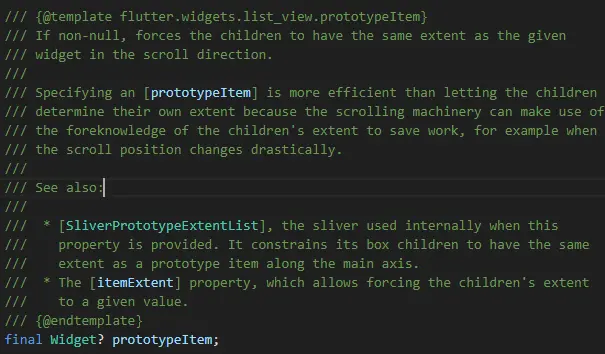 /// {@template flutter.widgets.list_view.prototypeItem}
/// If non-null, forces the children to have the same extent as the given
/// widget in the scroll direction.
///
/// Specifying an [prototypeItem] is more efficient than letting the children
/// determine their own extent because the scrolling machinery can make use of
/// the foreknowledge of the children's extent to save work, for example when
/// the scroll position changes drastically.
///
/// See also:
///
///  * [SliverPrototypeExtentList], the sliver used internally when this
///    property is provided. It constrains its box children to have the same
///    extent as a prototype item along the main axis.
///  * The [itemExtent] property, which allows forcing the children's extent
///    to a given value.
/// {@endtemplate}
final Widget? prototypeItem;